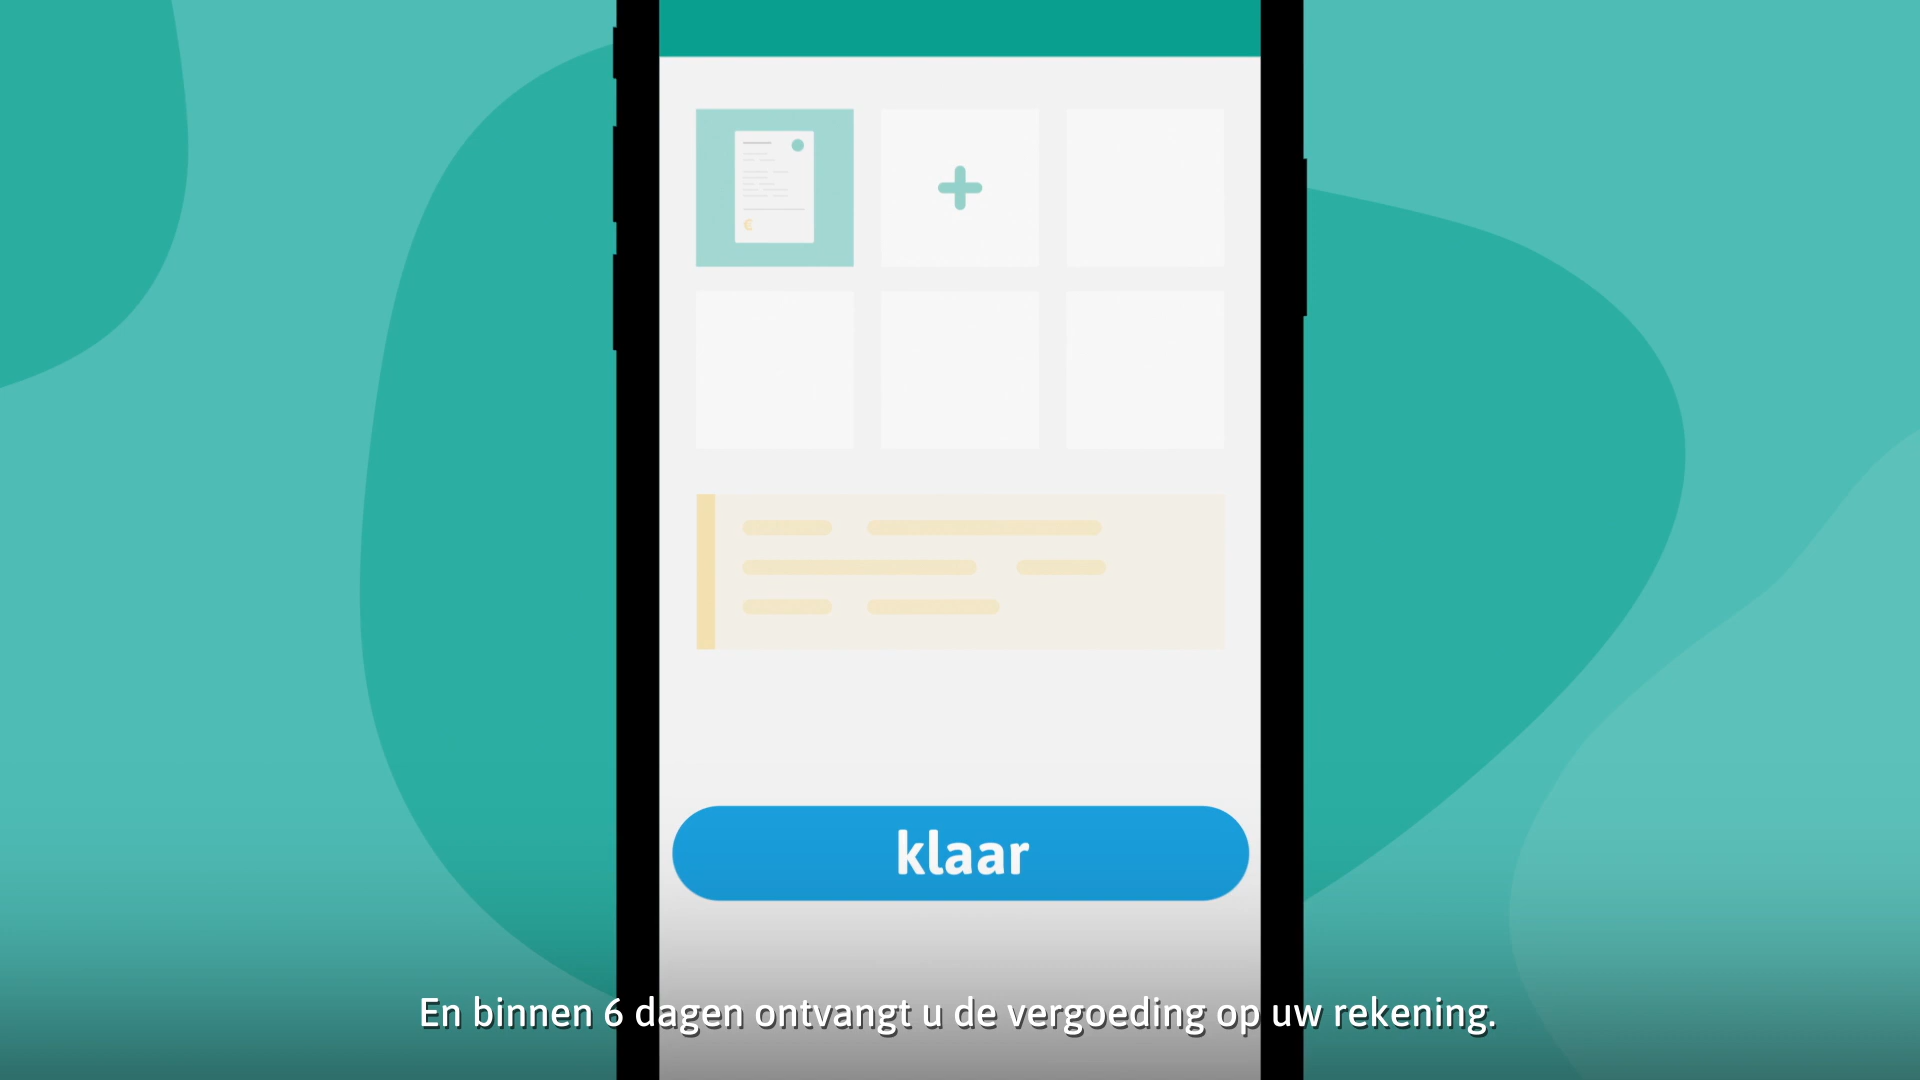 €
klaar
En binnen 6 dagen ontvangt u de vergoeding op uw rekening.